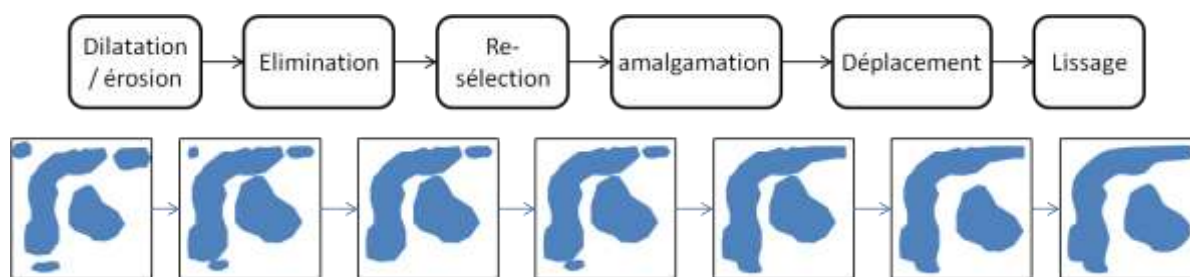 Dilatation
/ érosion
Elimination
Re-
sélection
amalgamation
Déplacement
Lissage